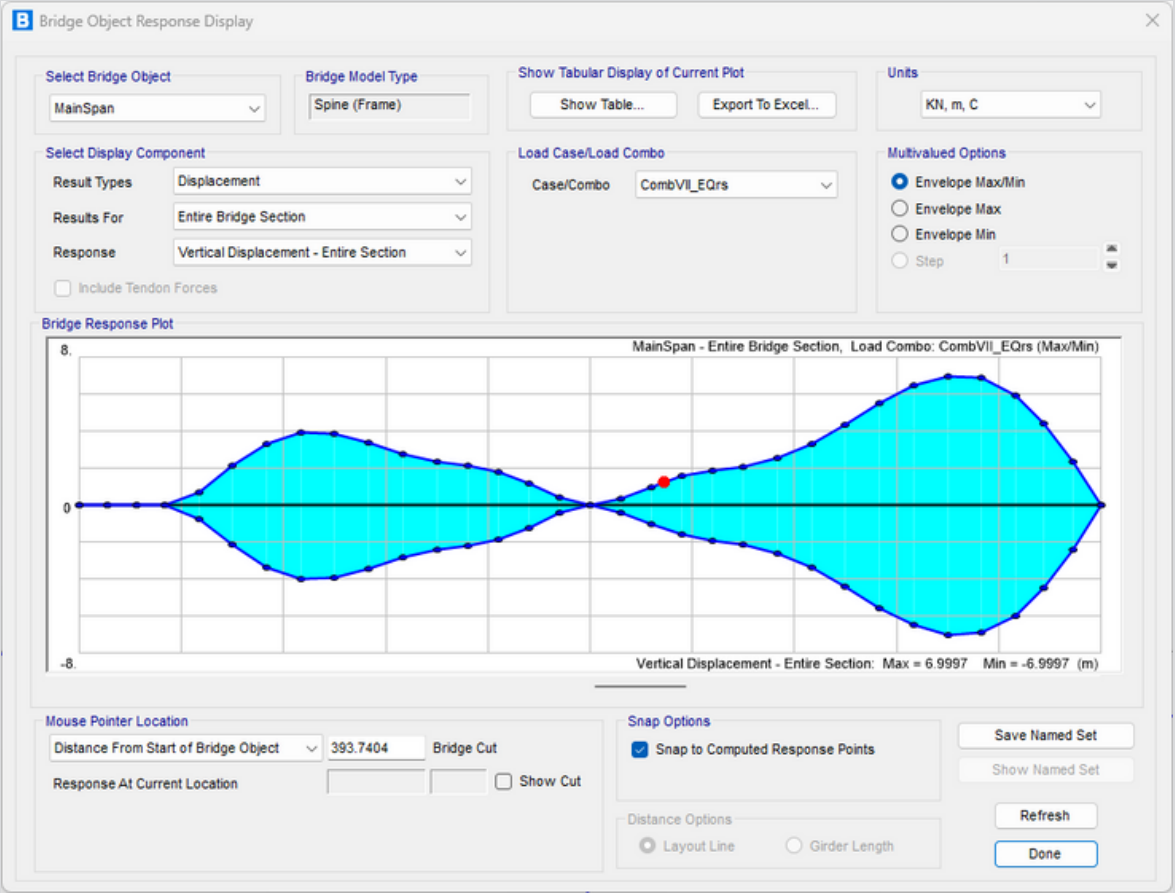 B Bridge Object Response Display
Select Bridge Object
MainSpan
Bridge Model Type
Spine (Frame)
Show Tabular Display of Current Plot
Show Table...
Export To Excel...
Units
KN, m, C
Select Display Component
Result Types
Displacement
Results For
Entire Bridge Section
Response
Vertical Displacement - Entire Section
Include Tendon Forces
Load Case/Load Combo
Case/Combo
CombVII_EQrs
Multivalued Options
Envelope Max/Min
Envelope Max
Envelope Min
Step
1
Bridge Response Plot
8.
MainSpan - Entire Bridge Section, Load Combo: CombVII_EQrs (Max/Min)
0
-8.
Vertical Displacement - Entire Section: Max = 6.9997 Min = -6.9997 (m)
Mouse Pointer Location
Distance From Start of Bridge Object
393.7404
Bridge Cut
Response At Current Location
Show Cut
Snap Options
Snap to Computed Response Points
Distance Options
Layout Line
Girder Length
Save Named Set
Show Named Set
Refresh
Done